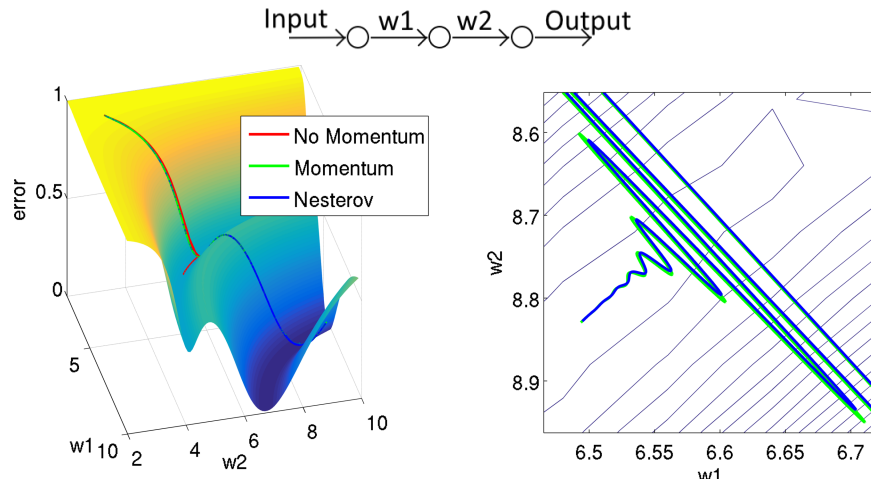 Input w1 w2 Output
1
0.5
0
error
No Momentum
Momentum
Nesterov
5
10
w1
2
4
6
8
10
w2
8.6
8.7
8.8
8.9
w2
6.5 6.55 6.6 6.65 6.7
w1